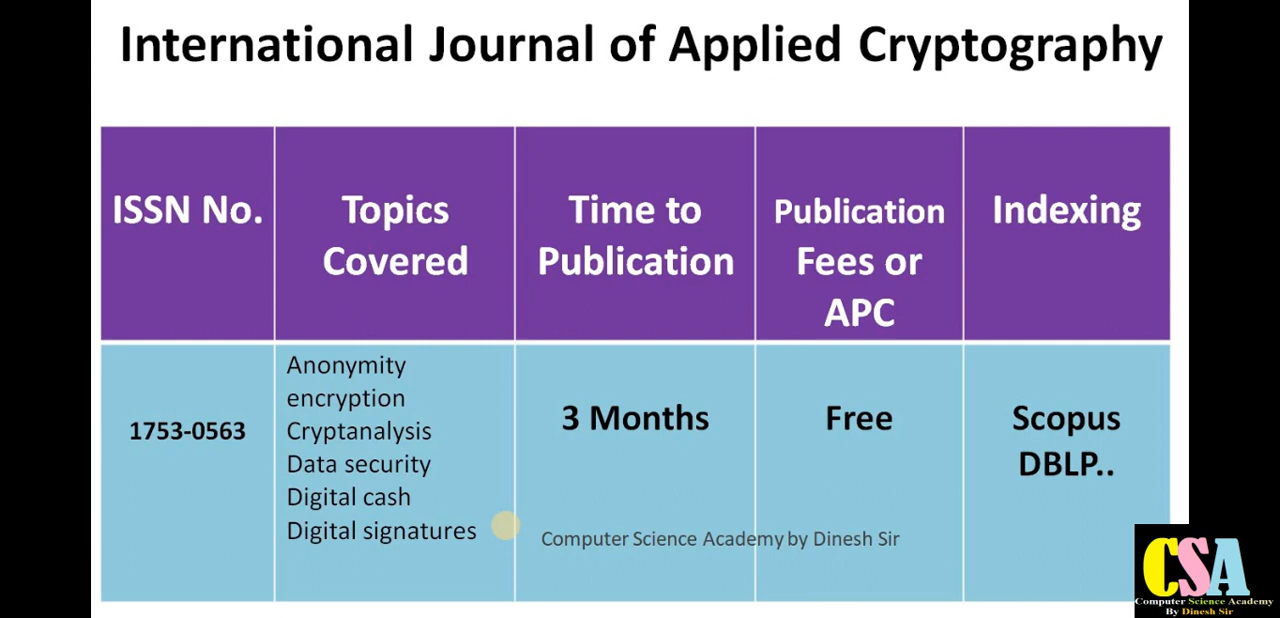 International Journal of Applied Cryptography
ISSN No.
Topics
Covered
Time to
Publication
Publication
Fees or
APC
Indexing
1753-0563
Anonymity
encryption
Cryptanalysis
Data security
Digital cash
Digital signatures
3 Months
Free
Scopus
DBLP..
Computer Science Academy by Dinesh Sir
CSA
Computer Science Academy
By Dinesh Sir